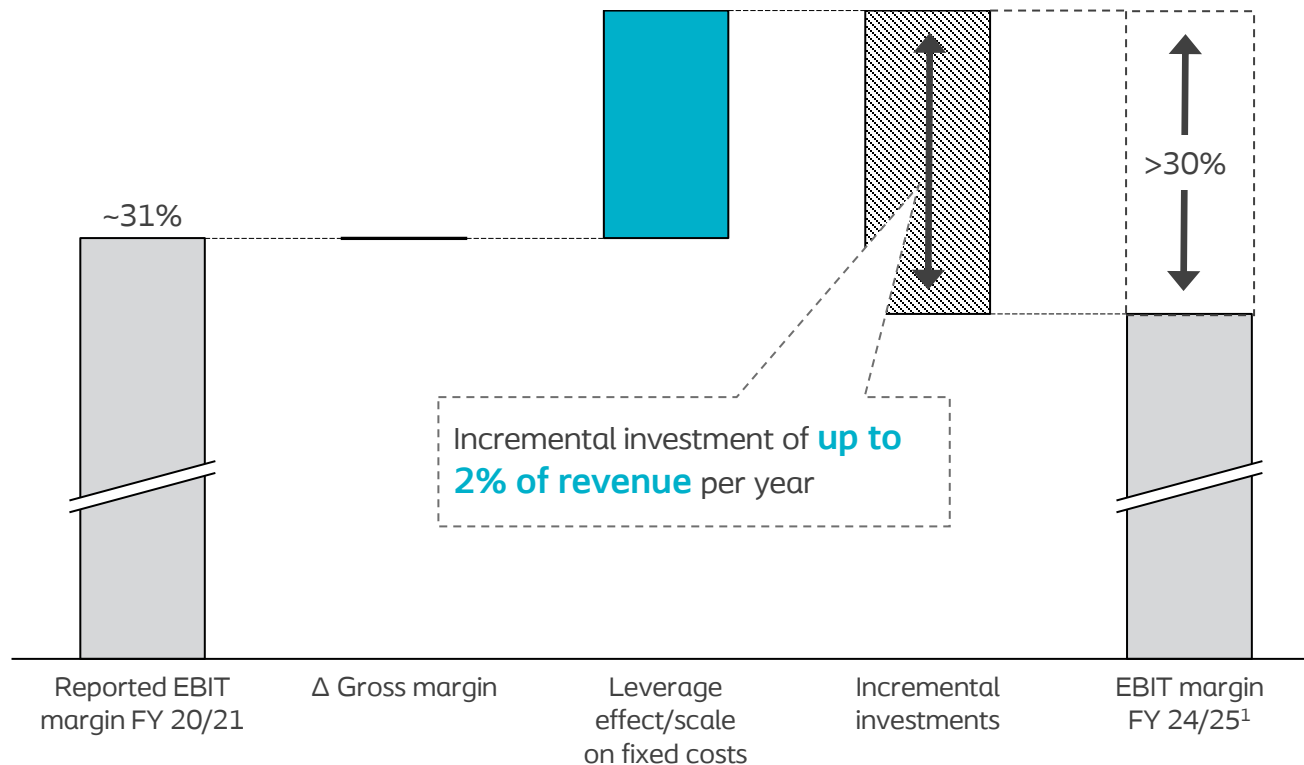 >30%
~31%
Incremental investment of up to
2% of revenue per year
Reported EBIT
margin FY 20/21
Δ Gross margin
Leverage
effect/scale
on fixed costs
Incremental
investments
EBIT margin
FY 24/25¹